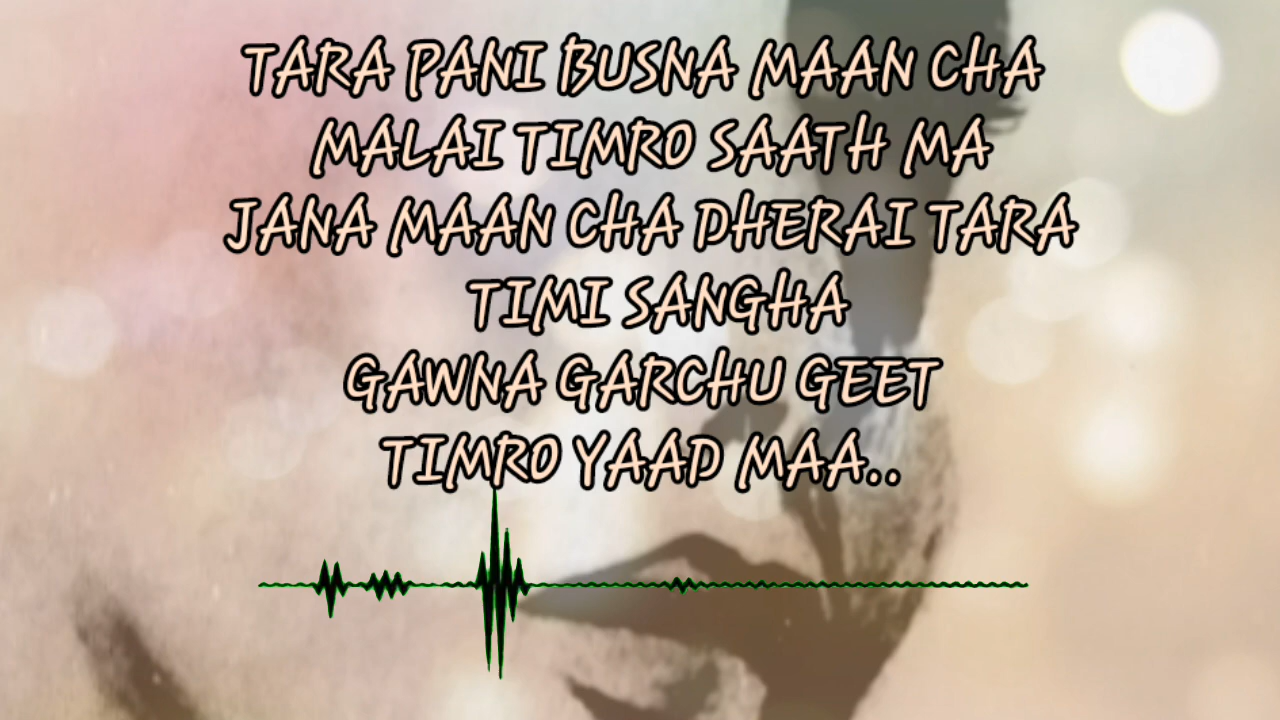 TARA PANI BUSNA MAAN CHA
MALAI TIMRO SAATH MA
JANA MAAN CHA DHERAI TARA
TIMI SANGHA
GAWNA GARCHU GEET
TIMRO YAAD MAA..